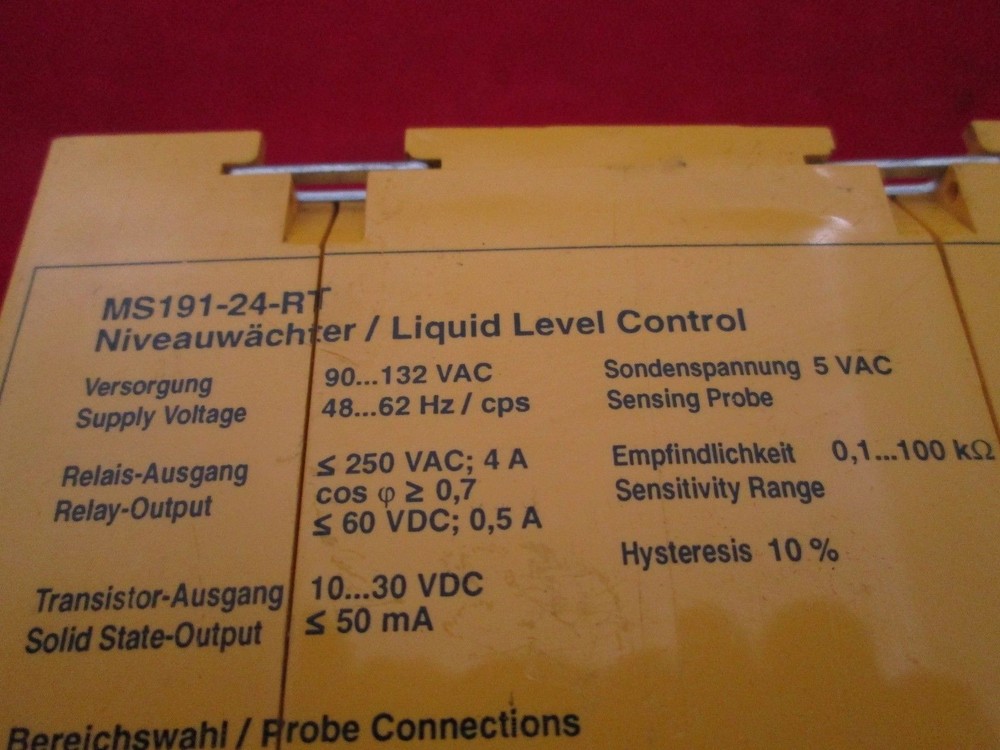 MS191-24-RT
Niveauwächter / Liquid Level Control
Versorgung
Supply Voltage
90...132 VAC
48...62 Hz / cps
Relais-Ausgang
Relay-Output
≤ 250 VAC; 4 A
cos φ ≥ 0,7
≤ 60 VDC; 0,5 A
Transistor-Ausgang
Solid State-Output
10...30 VDC
≤ 50 mA
Sondenspannung 5 VAC
Sensing Probe
Empfindlichkeit 0,1...100 kΩ
Sensitivity Range
Hysteresis 10 %
Bereichswahl / Probe Connections